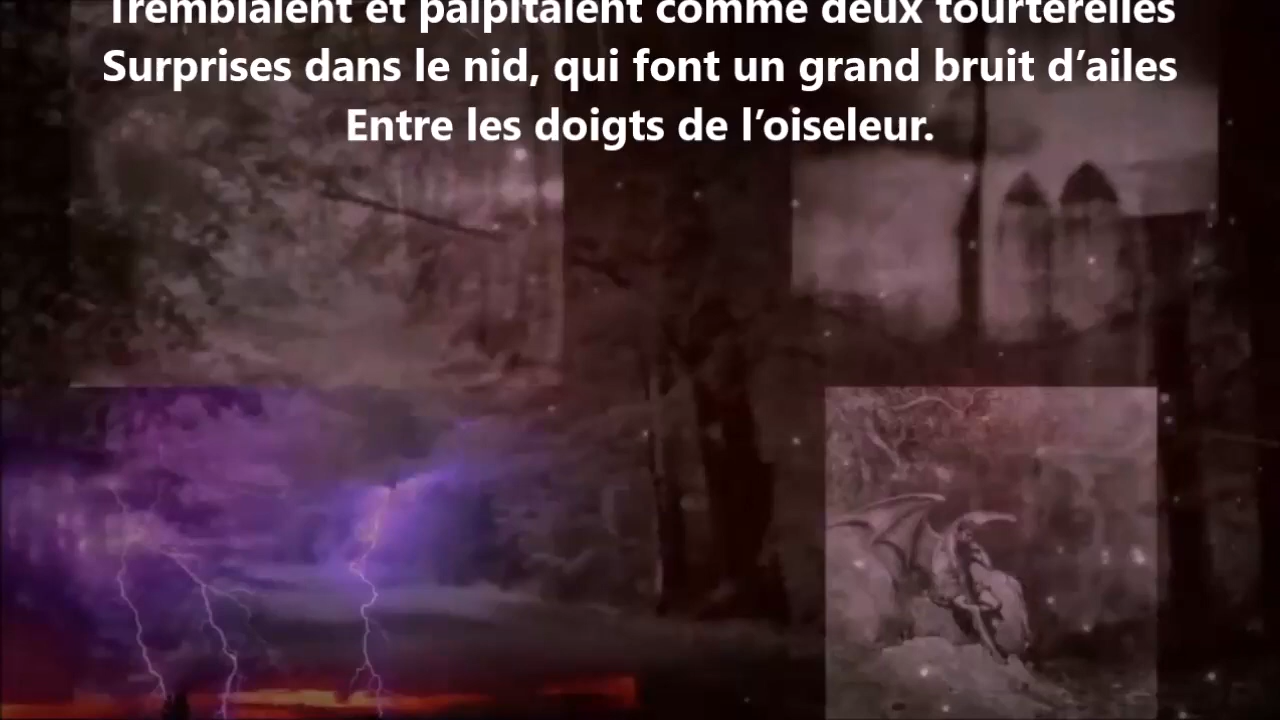 Tremblaient et palpitaient comme deux tourterelles
Surprises dans le nid, qui font un grand bruit d’ailes
Entre les doigts de l’oiseleur.